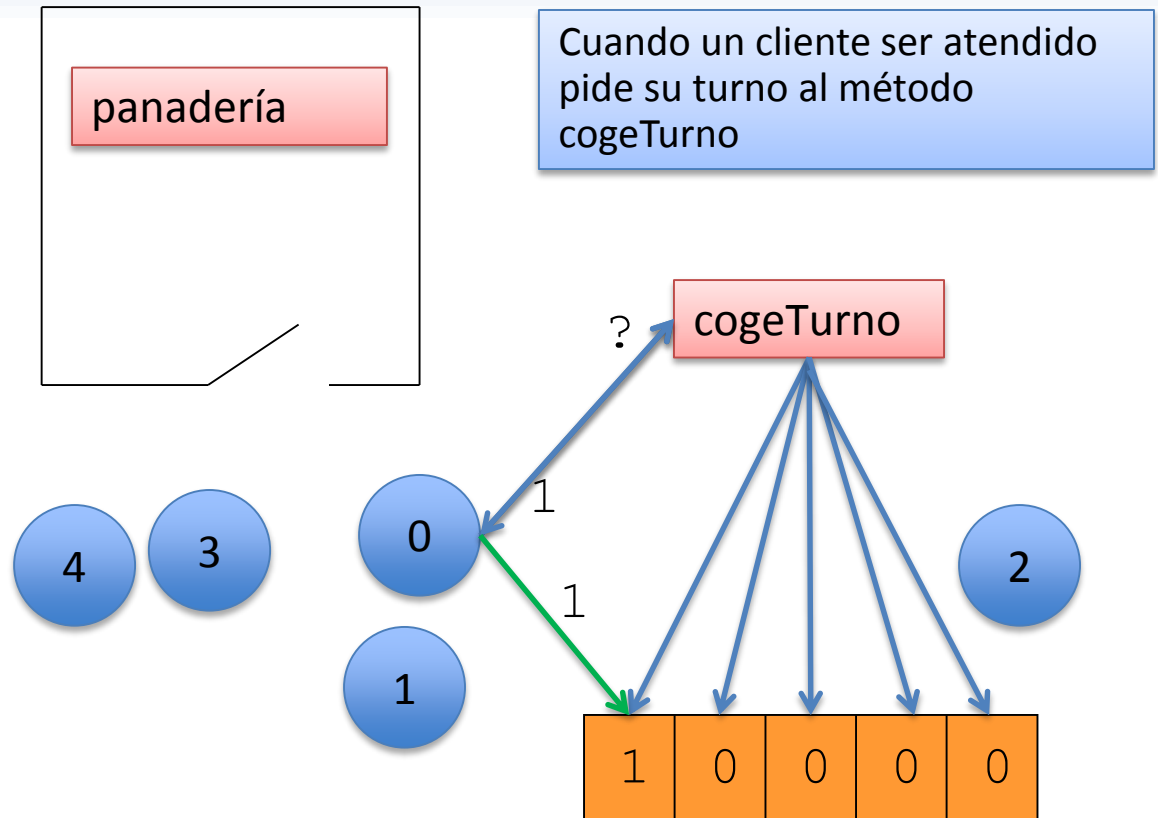 panadería
Cuando un cliente ser atendido
pide su turno al método
cogeTurno
?
cogeTurno
1
4
3
0
2
1
1
1 0 0 0 0